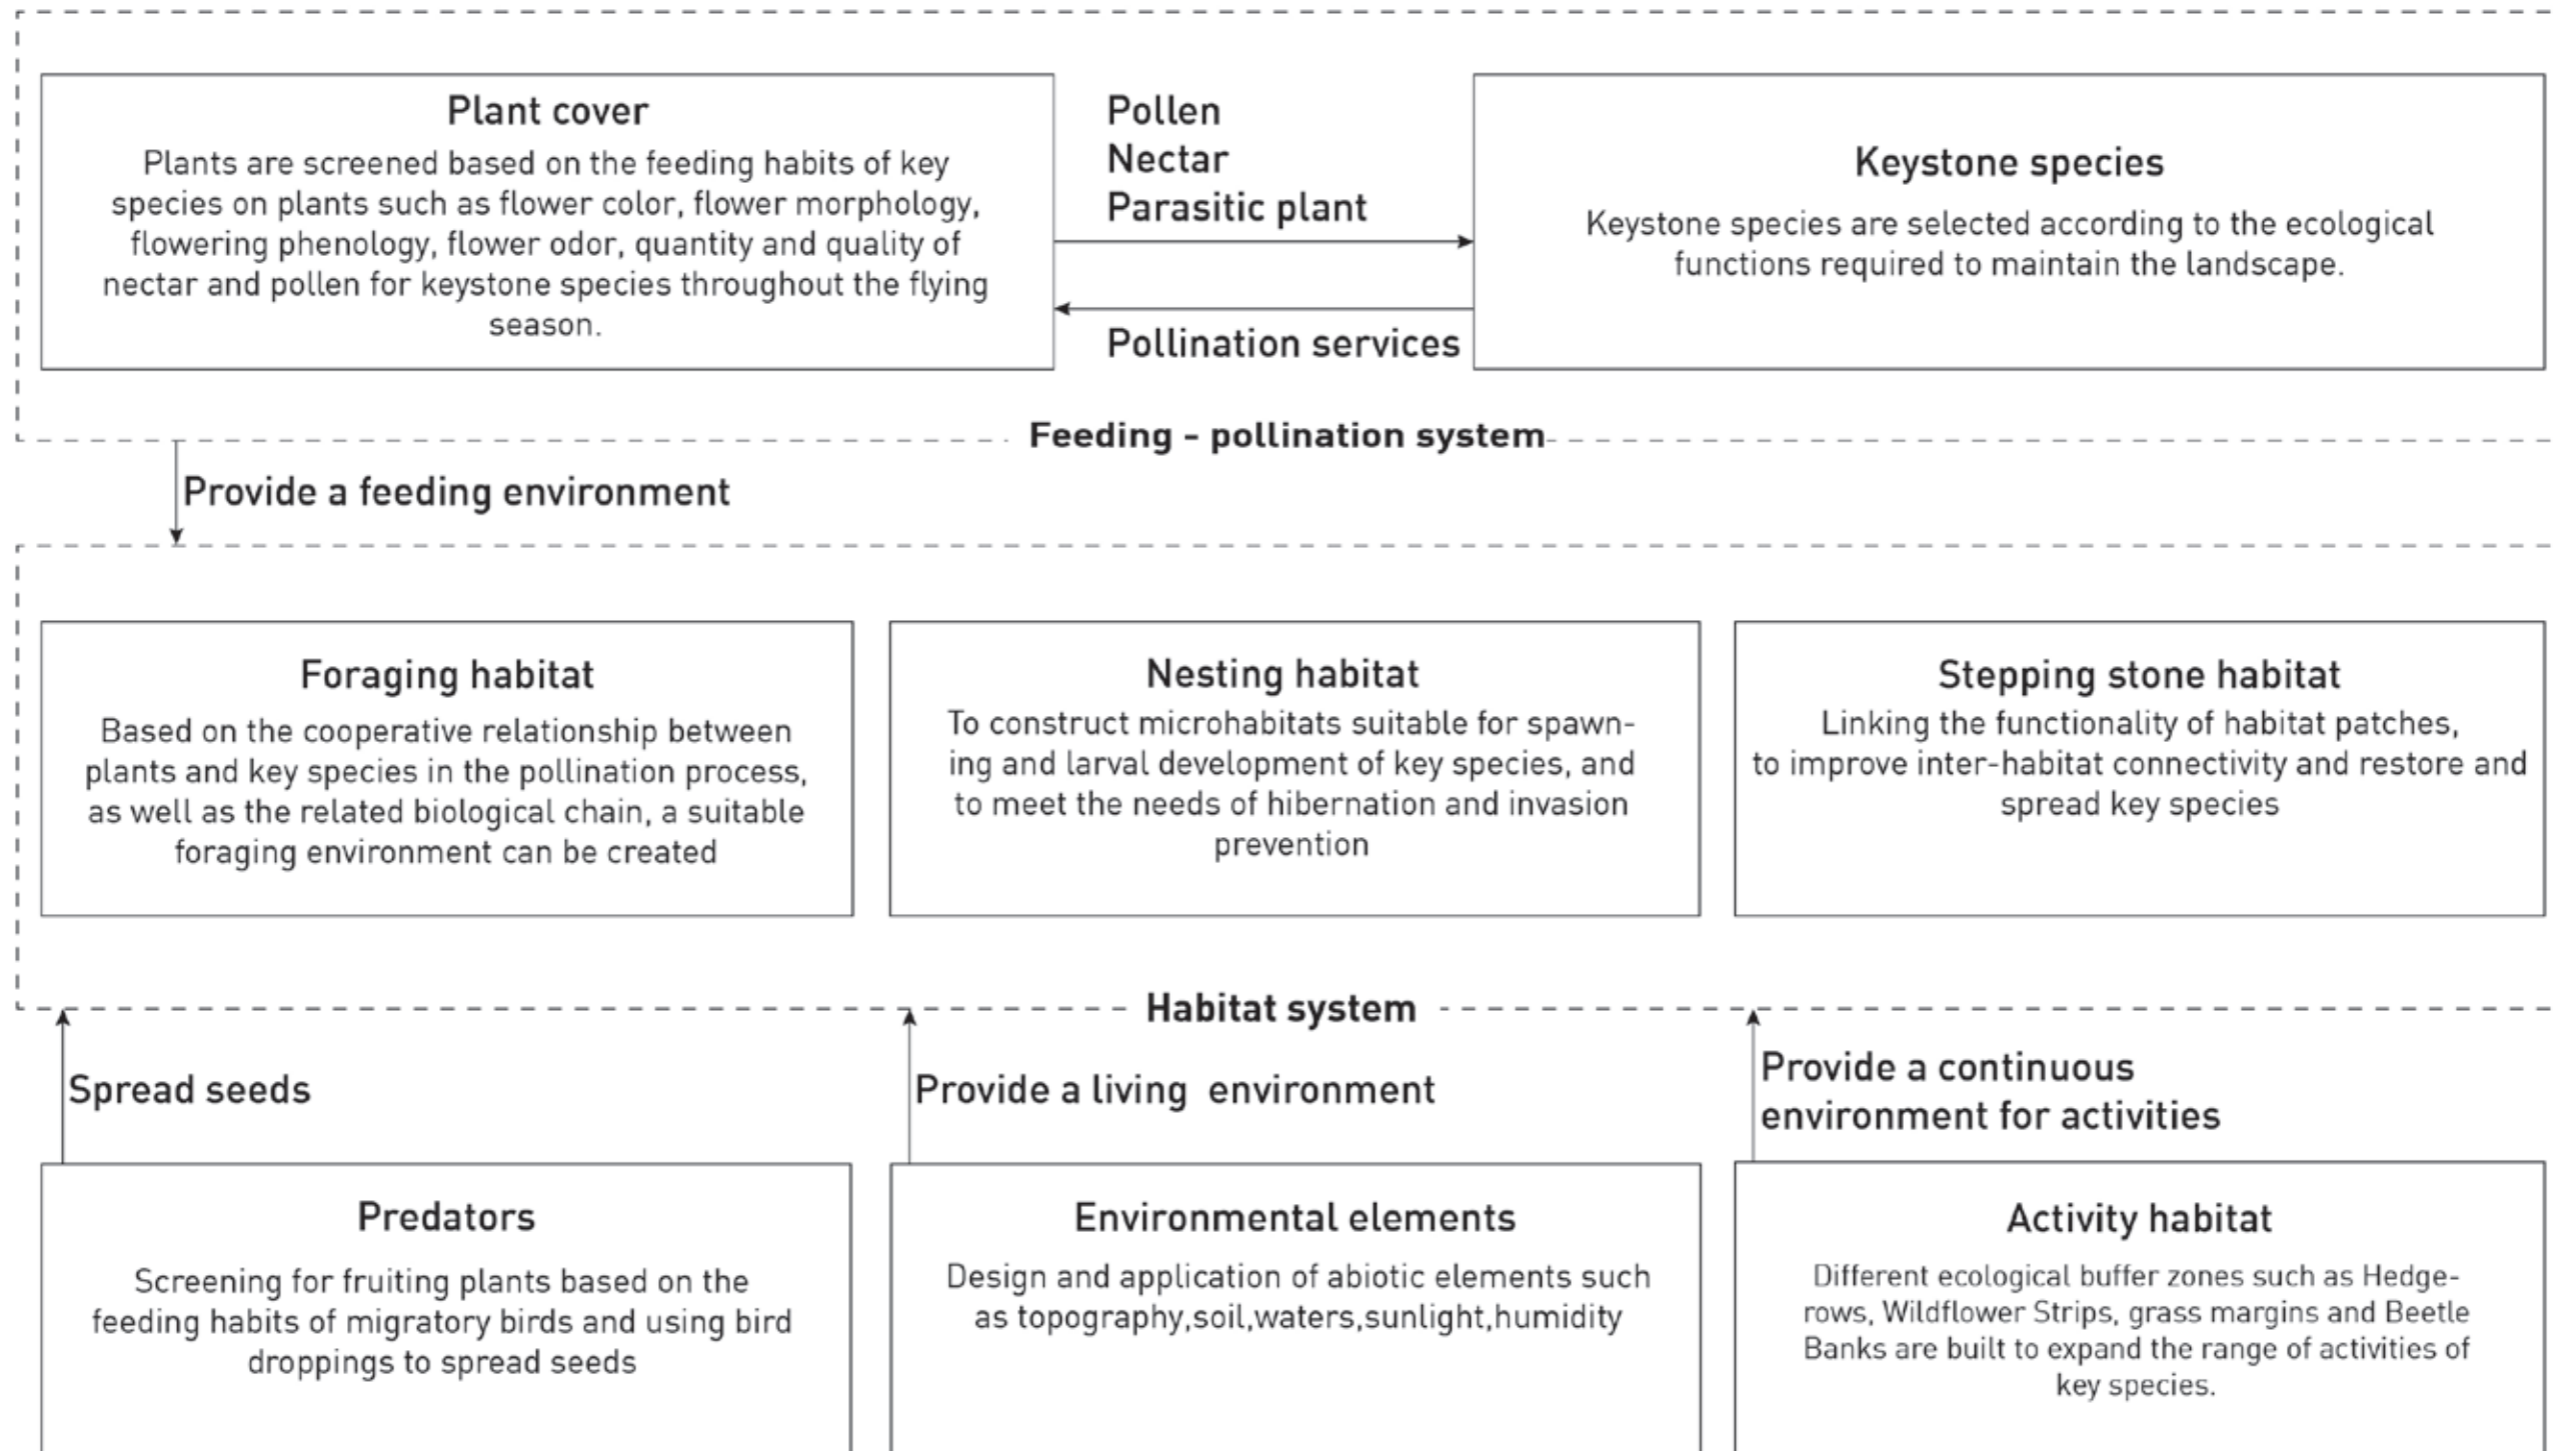 Plant cover
Plants are screened based on the feeding habits of key
species on plants such as flower color, flower morphology,
flowering phenology, flower odor, quantity and quality of
nectar and pollen for keystone species throughout the flying
season.
Pollen
Nectar
Parasitic plant
Pollination services
Keystone species
Keystone species are selected according to the ecological
functions required to maintain the landscape.
Feeding - pollination system
Provide a feeding environment
Foraging habitat
Based on the cooperative relationship between
plants and key species in the pollination process,
as well as the related biological chain, a suitable
foraging environment can be created
Nesting habitat
To construct microhabitats suitable for spawn-
ing and larval development of key species, and
to meet the needs of hibernation and invasion
prevention
Stepping stone habitat
Linking the functionality of habitat patches,
to improve inter-habitat connectivity and restore and
spread key species
Habitat system
Spread seeds
Provide a living environment
Provide a continuous
environment for activities
Predators
Screening for fruiting plants based on the
feeding habits of migratory birds and using bird
droppings to spread seeds
Environmental elements
Design and application of abiotic elements such
as topography,soil,waters,sunlight,humidity
Activity habitat
Different ecological buffer zones such as Hedge-
rows, Wildflower Strips, grass margins and Beetle
Banks are built to expand the range of activities of
key species.